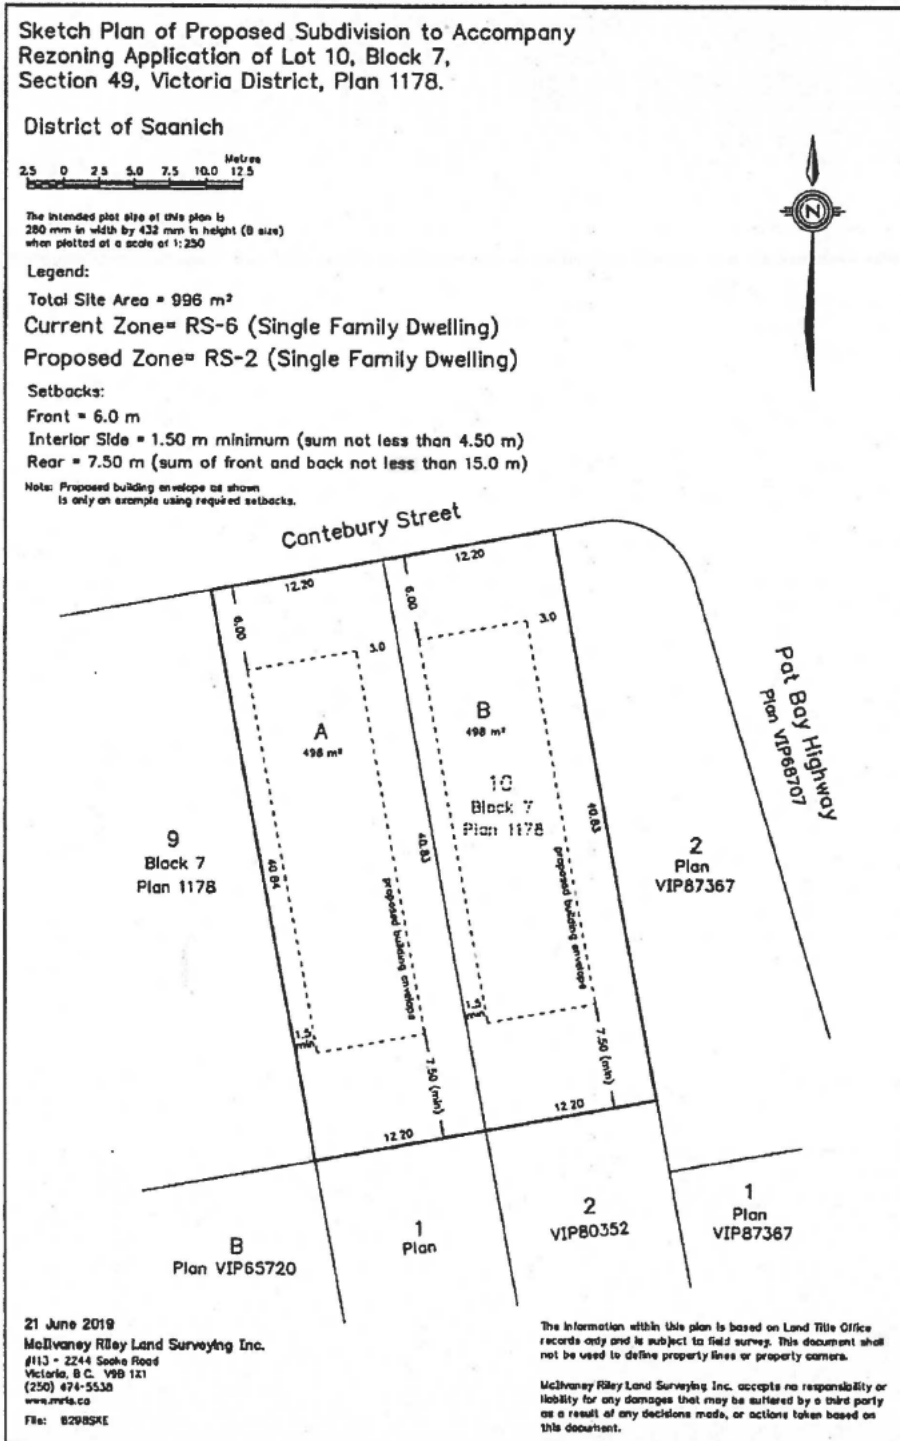 Sketch Plan of Proposed Subdivision to Accompany
Rezoning Application of Lot 10, Block 7,
Section 49, Victoria District, Plan 1178.
District of Saanich
Metres
2.5 0 2.5 5.0 7.5 10.0 12.5
The intended plot size of this plan is
280 mm in width by 432 mm in height (B size)
when plotted at a scale of 1:250
N
Legend:
Total Site Area = 996 m²
Current Zone= RS-6 (Single Family Dwelling)
Proposed Zone= RS-2 (Single Family Dwelling)
Setbacks:
Front = 6.0 m
Interior Side = 1.50 m minimum (sum not less than 4.50 m)
Rear = 7.50 m (sum of front and back not less than 15.0 m)
Note: Proposed building envelope as shown
is only an example using required setbacks.
Cantebury Street
12.20
12.20
6.00
6.00
3.0
3.0
A
498 m²
B
498 m²
10
Block 7
Plan 1178
Pat Bay Highway
Plan VIP68707
9
Block 7
Plan 1178
40.84
40.83
40.83
proposed building envelope
proposed building envelope
2
Plan
VIP87367
1.5
min
1.5
min
7.50 (min)
7.50 (min)
12.20
12.20
B
Plan VIP65720
1
Plan
2
VIP80352
1
Plan
VIP87367
21 June 2019
McIlvaney Riley Land Surveying Inc.
#113 - 2244 Sooke Road
Victoria, B.C. V9B 1X1
(250) 474-5538
www.mrls.ca
File:
The information within this plan is based on Land Title Office
records only and is subject to field survey. This document shall
not be used to define property lines or property corners.
McIlvaney Riley Land Surveying Inc. accepts no responsibility or
liability for any damages that may be suffered by a third party
as a result of any decisions made, or actions taken based on
this document.